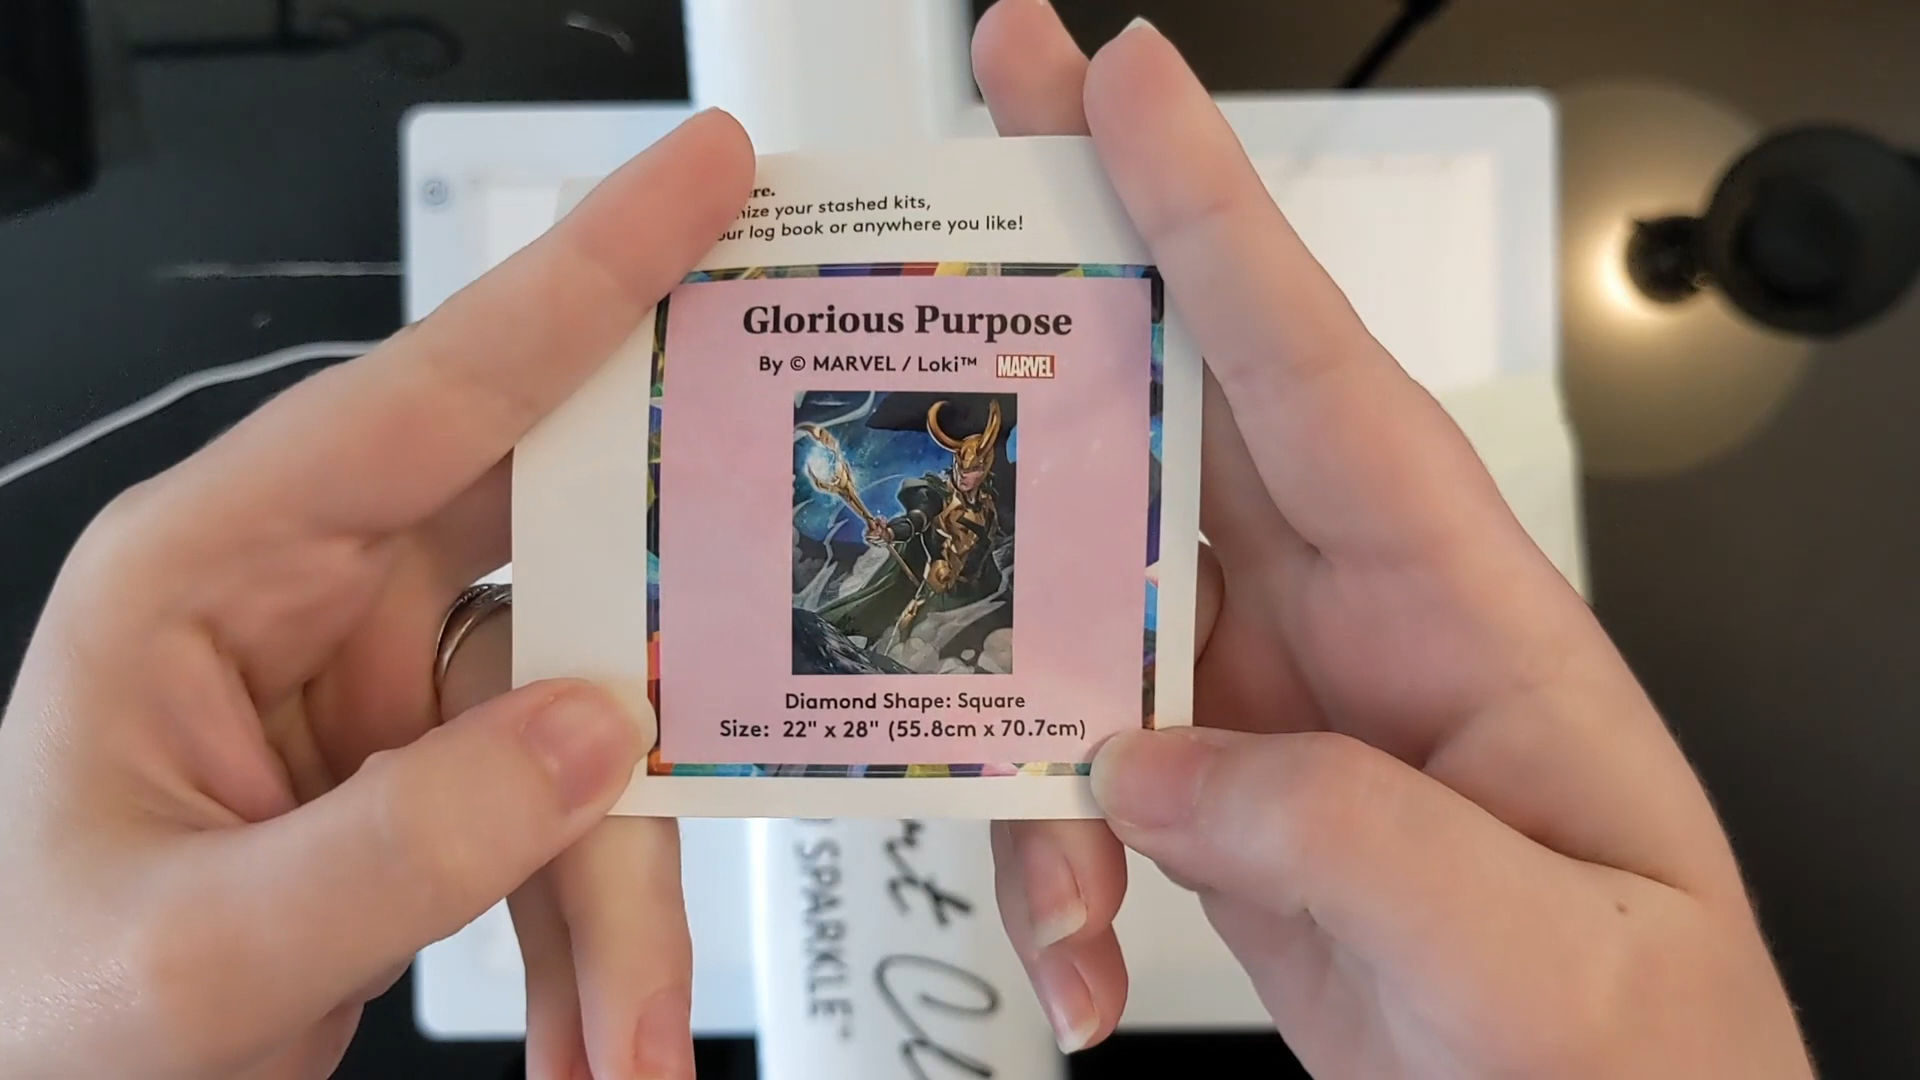 re.
nize your stashed kits,
our log book or anywhere you like!
Glorious Purpose
By © MARVEL / Loki™ MARVEL
Diamond Shape: Square
Size: 22" x 28" (55.8cm x 70.7cm)
SPARKLE™